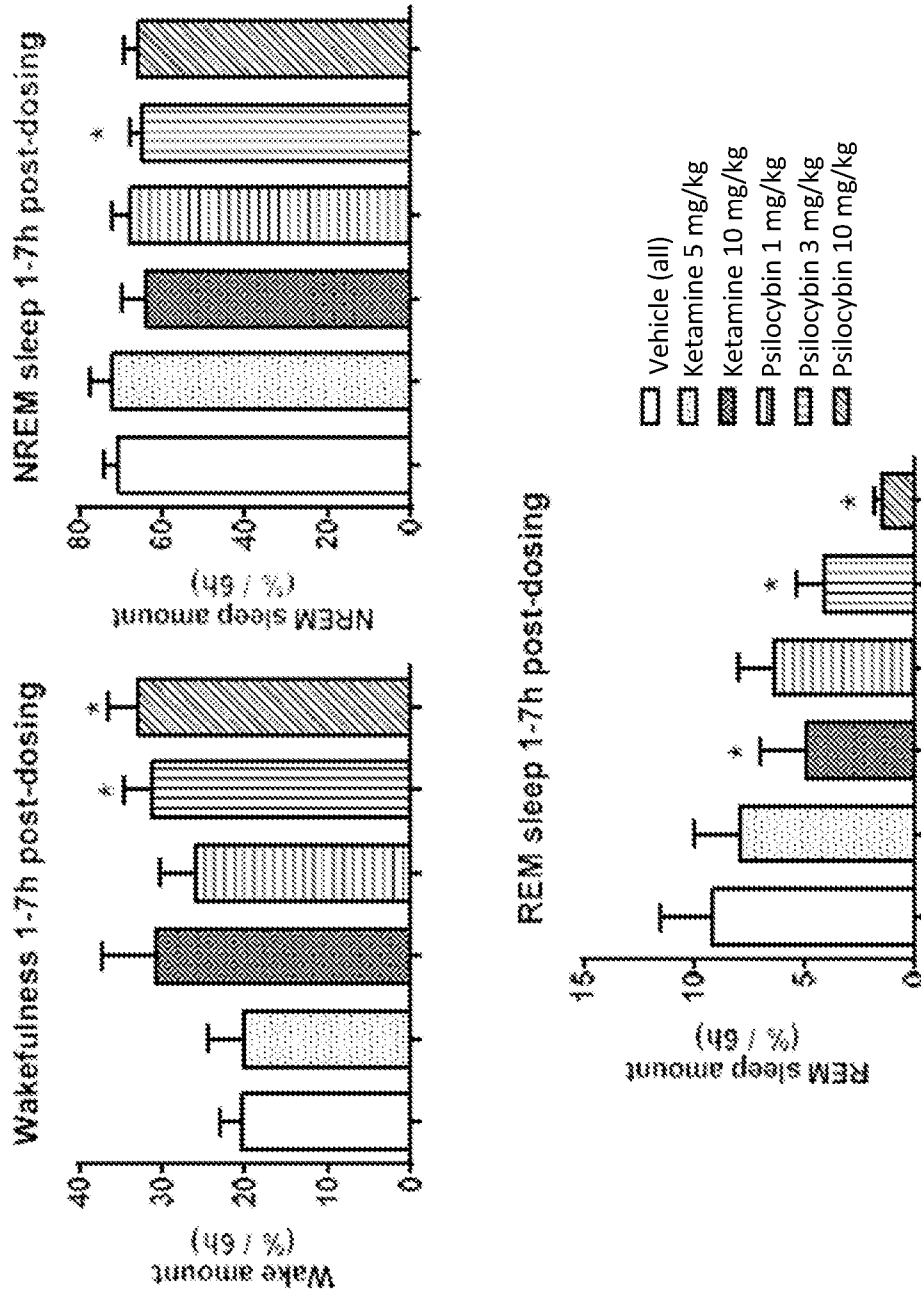 Wakefulness 1-7h post-dosing
Wake amount
(% / 6h)
40
30
20
10
0
*
*
NREM sleep 1-7h post-dosing
NREM sleep amount
(% / 6h)
80
60
40
20
0
*
REM sleep 1-7h post-dosing
REM sleep amount
(% / 6h)
15
10
5
0
*
*
*
Vehicle (all)
Ketamine 5 mg/kg
Ketamine 10 mg/kg
Psilocybin 1 mg/kg
Psilocybin 3 mg/kg
Psilocybin 10 mg/kg